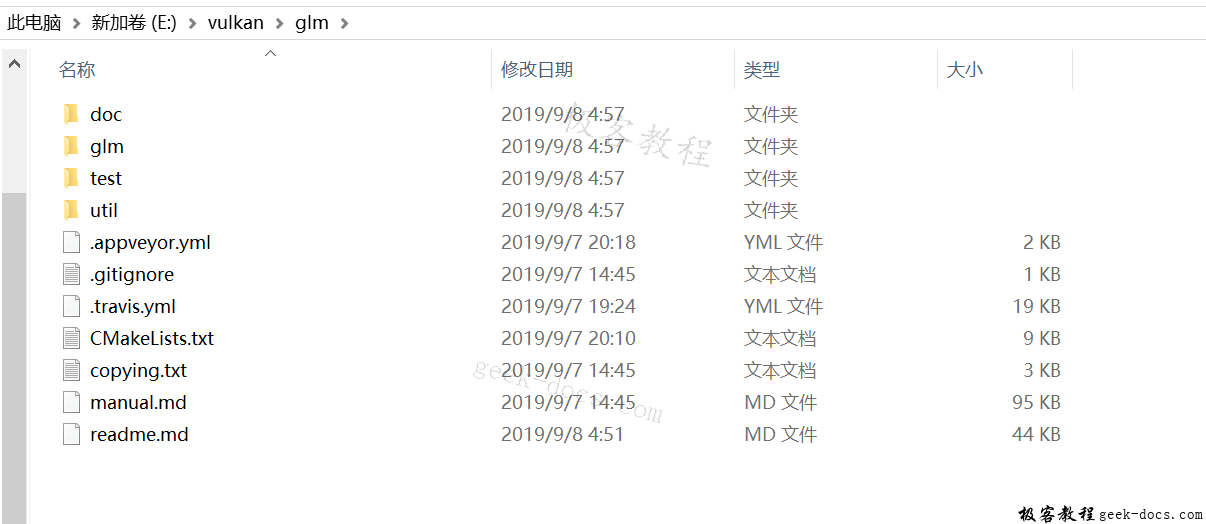 此电脑 新加卷 (E:) vulkan glm
名称 修改日期 类型 大小
doc 2019/9/8 4:57 文件夹
glm 2019/9/8 4:57 文件夹
test 2019/9/8 4:57 文件夹
util 2019/9/8 4:57 文件夹
.appveyor.yml 2019/9/7 20:18 YML 文件 2 KB
.gitignore 2019/9/7 14:45 文本文档 1 KB
.travis.yml 2019/9/7 19:24 YML 文件 19 KB
CMakeLists.txt 2019/9/7 20:10 文本文档 9 KB
copying.txt 2019/9/7 14:45 文本文档 3 KB
manual.md 2019/9/7 14:45 MD 文件 95 KB
readme.md 2019/9/8 4:51 MD 文件 44 KB
极客教程
geek-docs.com
极客教程 geek-docs.com